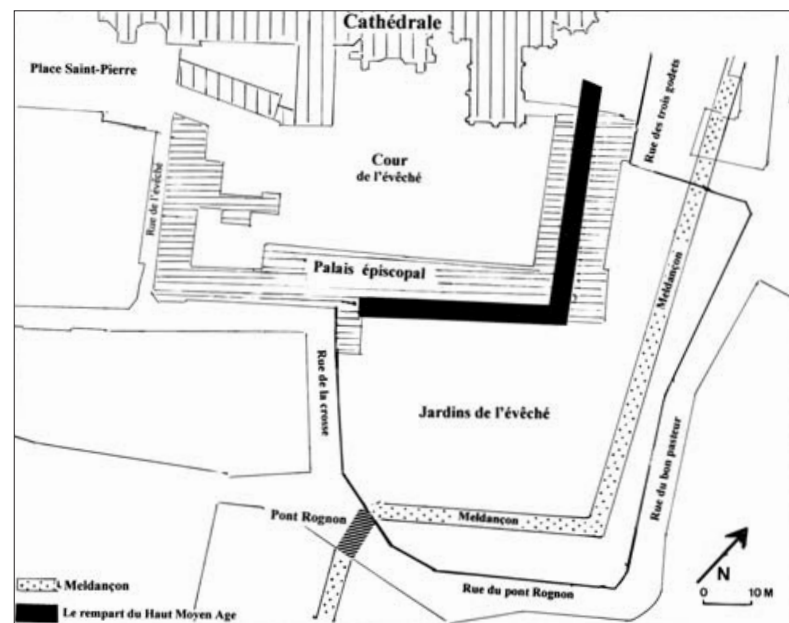 Cathédrale
Place Saint-Pierre
Rue des trois godets
Cour
de l'évêché
Rue de l'évêché
Palais épiscopal
Meldançon
Rue de la crosse
Jardins de l'évêché
Rue du bon pasteur
Pont Rognon
Meldançon
N
Meldançon
Rue du pont Rognon
0 10 M
Le rempart du Haut Moyen Age